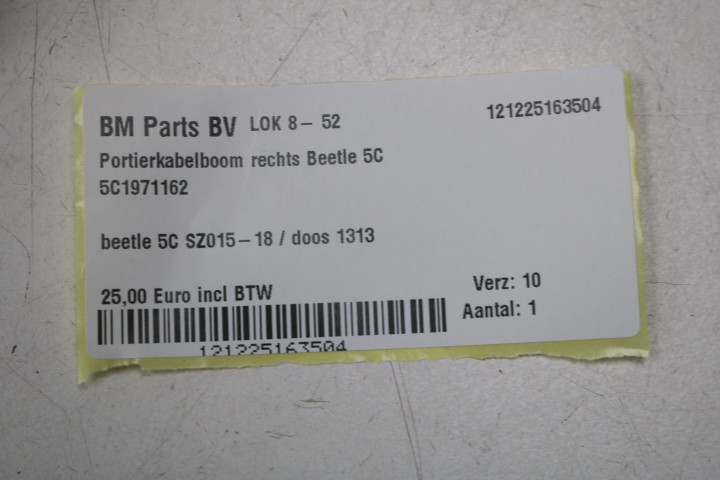 BM Parts BV LOK 8- 52
121225163504
Portierkabelboom rechts Beetle 5C
5C1971162
beetle 5C SZ015-18 / doos 1313
25,00 Euro incl BTW
Verz: 10
Aantal: 1
121225163504